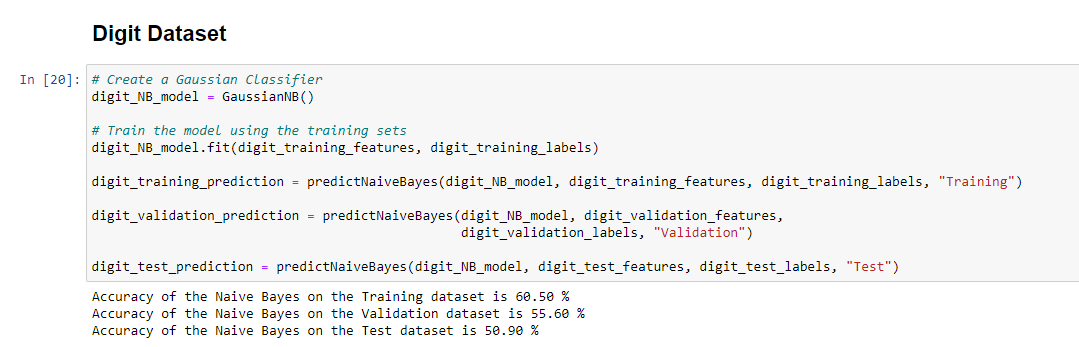 Digit Dataset
In [20]:
# Create a Gaussian Classifier
digit_NB_model = GaussianNB()
# Train the model using the training sets
digit_NB_model.fit(digit_training_features, digit_training_labels)
digit_training_prediction = predictNaiveBayes(digit_NB_model, digit_training_features, digit_training_labels, "Training")
digit_validation_prediction = predictNaiveBayes(digit_NB_model, digit_validation_features,
digit_validation_labels, "Validation")
digit_test_prediction = predictNaiveBayes(digit_NB_model, digit_test_features, digit_test_labels, "Test")
Accuracy of the Naive Bayes on the Training dataset is 60.50 %
Accuracy of the Naive Bayes on the Validation dataset is 55.60 %
Accuracy of the Naive Bayes on the Test dataset is 50.90 %